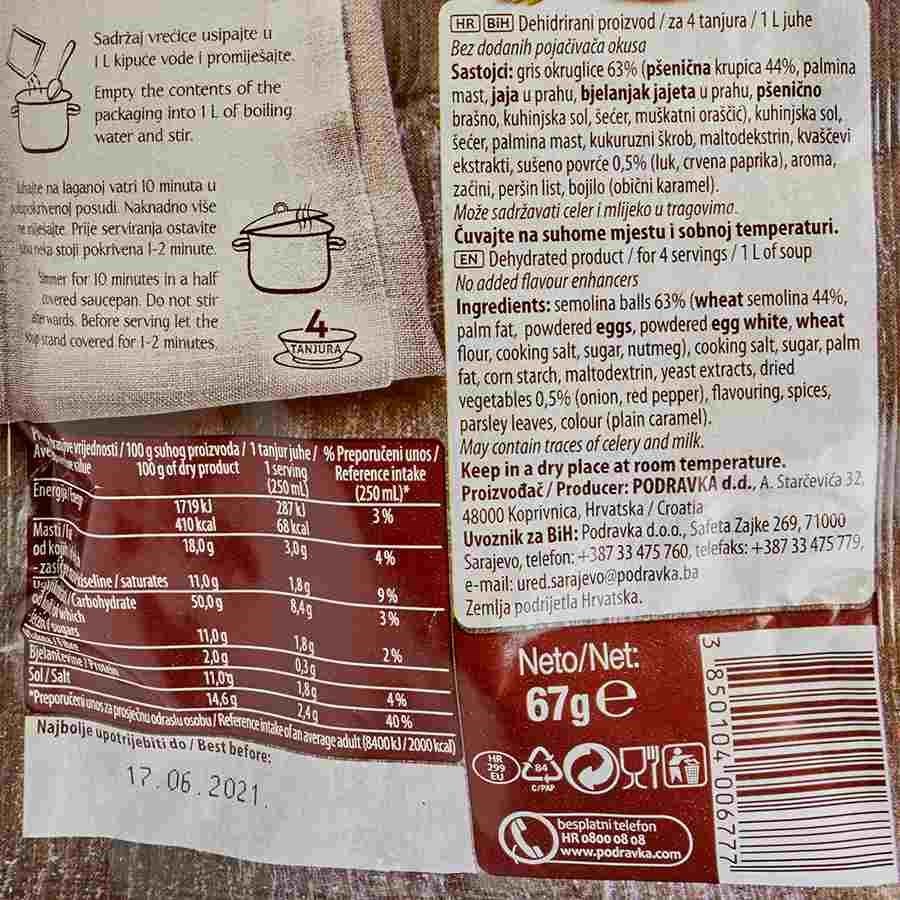 Sadržaj vrećice usipajte u
1 L kipuće vode i promiješajte.
Empty the contents of the
packaging into 1 L of boiling
water and stir.
na laganoj vatri 10 minuta u
posudi. Naknadno više
Prije serviranja ostavite
neka stoji pokrivena 1-2 minute.
Simmer for 10 minutes in a half
covered saucepan. Do not stir
afterwards. Before serving let the
soup stand covered for 1-2 minutes.
4
TANJURA
vrijednosti / 100 g suhog proizvoda / 1 tanjur juhe / % Preporučeni unos /
value 100 g of dry product 1 serving Reference intake
(250 mL) (250 mL)*
Energija
1719 kJ 287 kJ 3%
410 kcal 68 kcal
Masti 18,0 g 3,0 g 4%
od kojih
/ saturates 11,0 g 1,8 g 9%
/ Carbohydrate 50,0 g 8,4 g 3%
which
sugars 11,0 g 1,8 g 2%
2,0 g 0,3 g
Bjelančevine / Protein 11,0 g 1,8 g 4%
Sol / Salt 14,6 g 2,4 g 40%
*Preporučeni unos za prosječnu odraslu osobu / Reference intake of an average adult (8400 kJ / 2000 kcal)
Najbolje upotrijebiti do / Best before:
17.06.2021.
HR BiH Dehidrirani proizvod / za 4 tanjura / 1 L juhe
Bez dodanih pojačivača okusa
Sastojci: gris okruglice 63% (pšenična krupica 44%, palmina
mast, jaja u prahu, bjelanjak jajeta u prahu, pšenično
brašno, kuhinjska sol, šećer, muškatni oraščić), kuhinjska sol,
šećer, palmina mast, kukuruzni škrob, maltodekstrin, kvaščevi
ekstrakti, sušeno povrće 0,5% (luk, crvena paprika), aroma,
začini, peršin list, bojilo (obični karamel).
Može sadržavati celer i mlijeko u tragovima.
Čuvajte na suhome mjestu i sobnoj temperaturi.
EN Dehydrated product / for 4 servings / 1 L of soup
No added flavour enhancers
Ingredients: semolina balls 63% (wheat semolina 44%,
palm fat, powdered eggs, powdered egg white, wheat
flour, cooking salt, sugar, nutmeg), cooking salt, sugar, palm
fat, corn starch, maltodextrin, yeast extracts, dried
vegetables 0,5% (onion, red pepper), flavouring, spices,
parsley leaves, colour (plain caramel).
May contain traces of celery and milk.
Keep in a dry place at room temperature.
Proizvođač / Producer: PODRAVKA d.d., A. Starčevića 32,
48000 Koprivnica, Hrvatska / Croatia
Uvoznik za BiH: Podravka d.o.o., Safeta Zajke 269, 71000
Sarajevo, telefon: +387 33 475 760, telefaks: +387 33 475 779,
e-mail: ured.sarajevo@podravka.ba
Zemlja podrijetla Hrvatska.
Neto/Net:
67g e
HR
299
EU
84
C/PAP
besplatni telefon
HR 0800 08 08
www.podravka.com
3 850104 006777